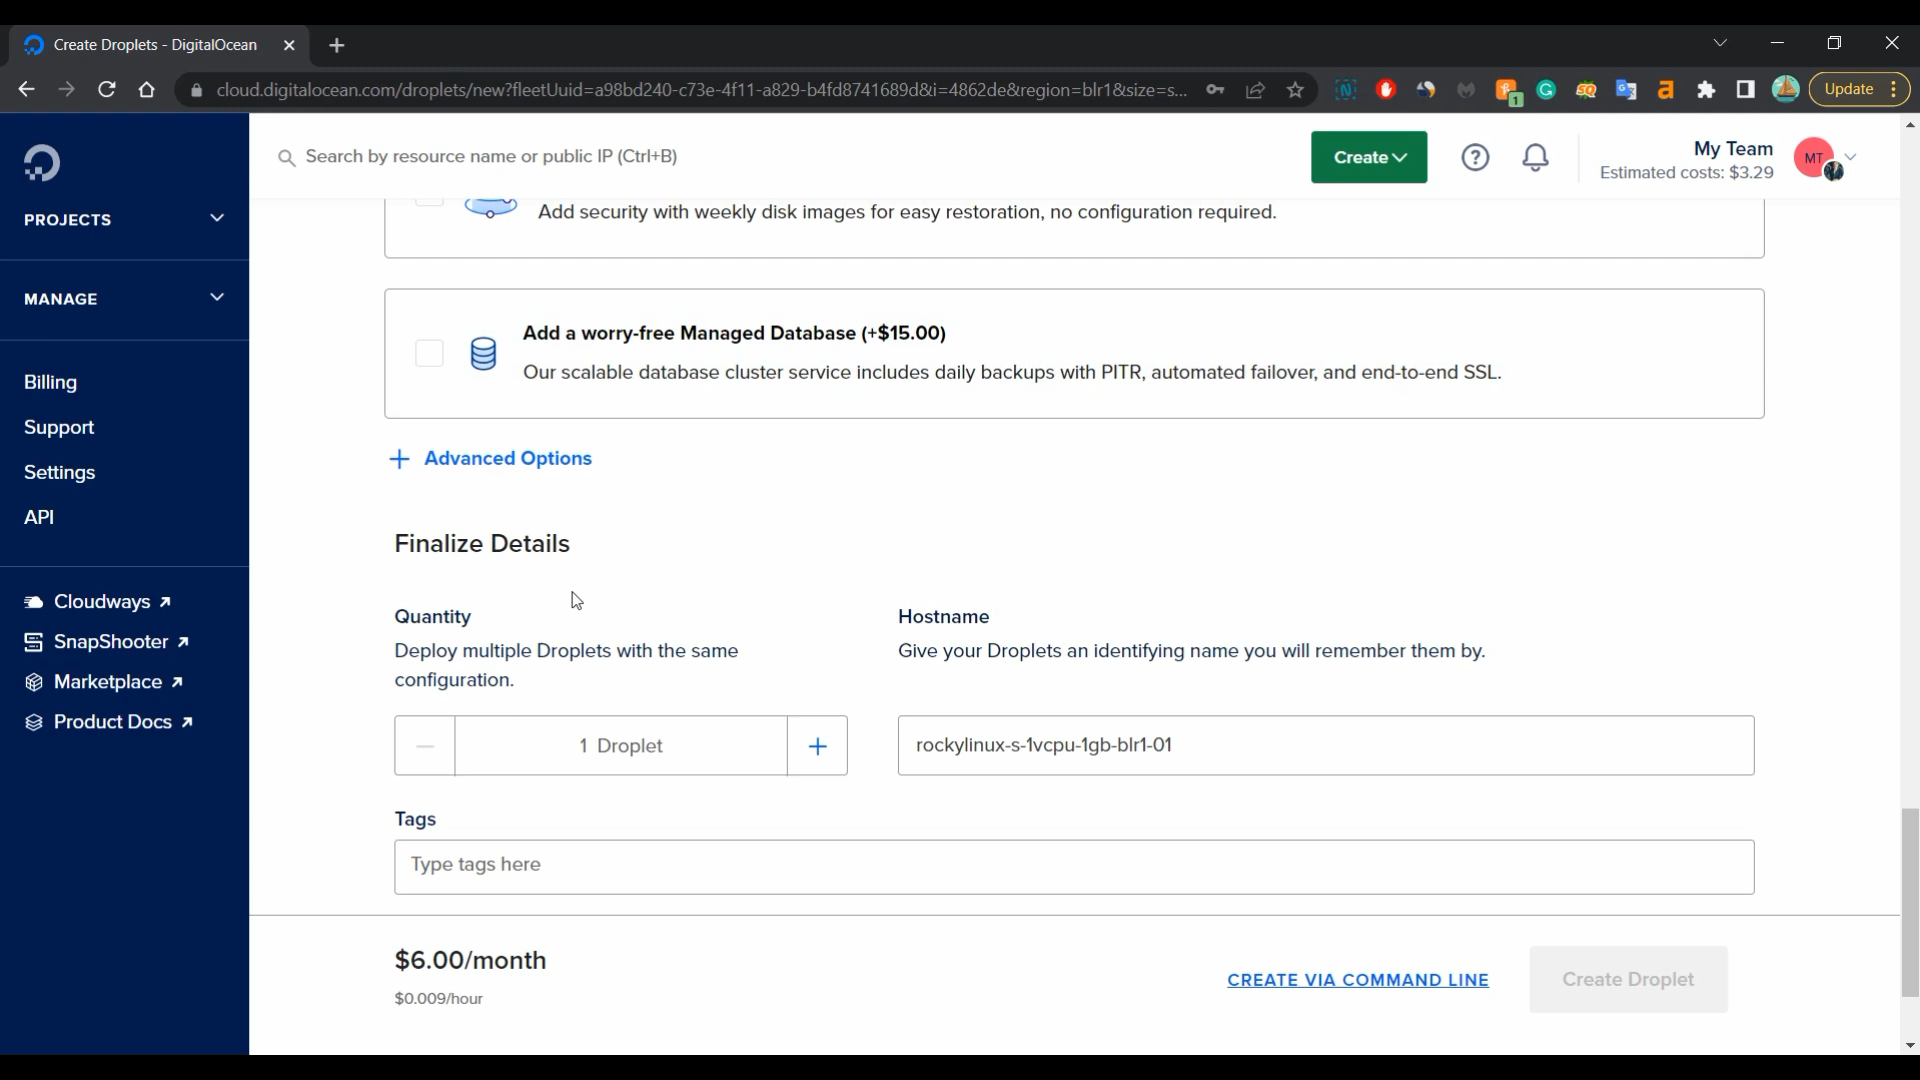 Create Droplets - DigitalOcean
cloud.digitalocean.com/droplets/new?fleetUuid=a98bd240-c73e-4f11-a829-b4fd8741689d&i=4862de&region=blr1&size=s...
1
Update
Search by resource name or public IP (Ctrl+B)
Create
My Team
Estimated costs: $3.29
MT
PROJECTS
MANAGE
Billing
Support
Settings
API
Cloudways
SnapShooter
Marketplace
Product Docs
Add security with weekly disk images for easy restoration, no configuration required.
Add a worry-free Managed Database (+$15.00)
Our scalable database cluster service includes daily backups with PITR, automated failover, and end-to-end SSL.
+ Advanced Options
Finalize Details
Quantity
Deploy multiple Droplets with the same
configuration.
1 Droplet
Hostname
Give your Droplets an identifying name you will remember them by.
rockylinux-s-1vcpu-1gb-blr1-01
Tags
Type tags here
$6.00/month
$0.009/hour
CREATE VIA COMMAND LINE
Create Droplet